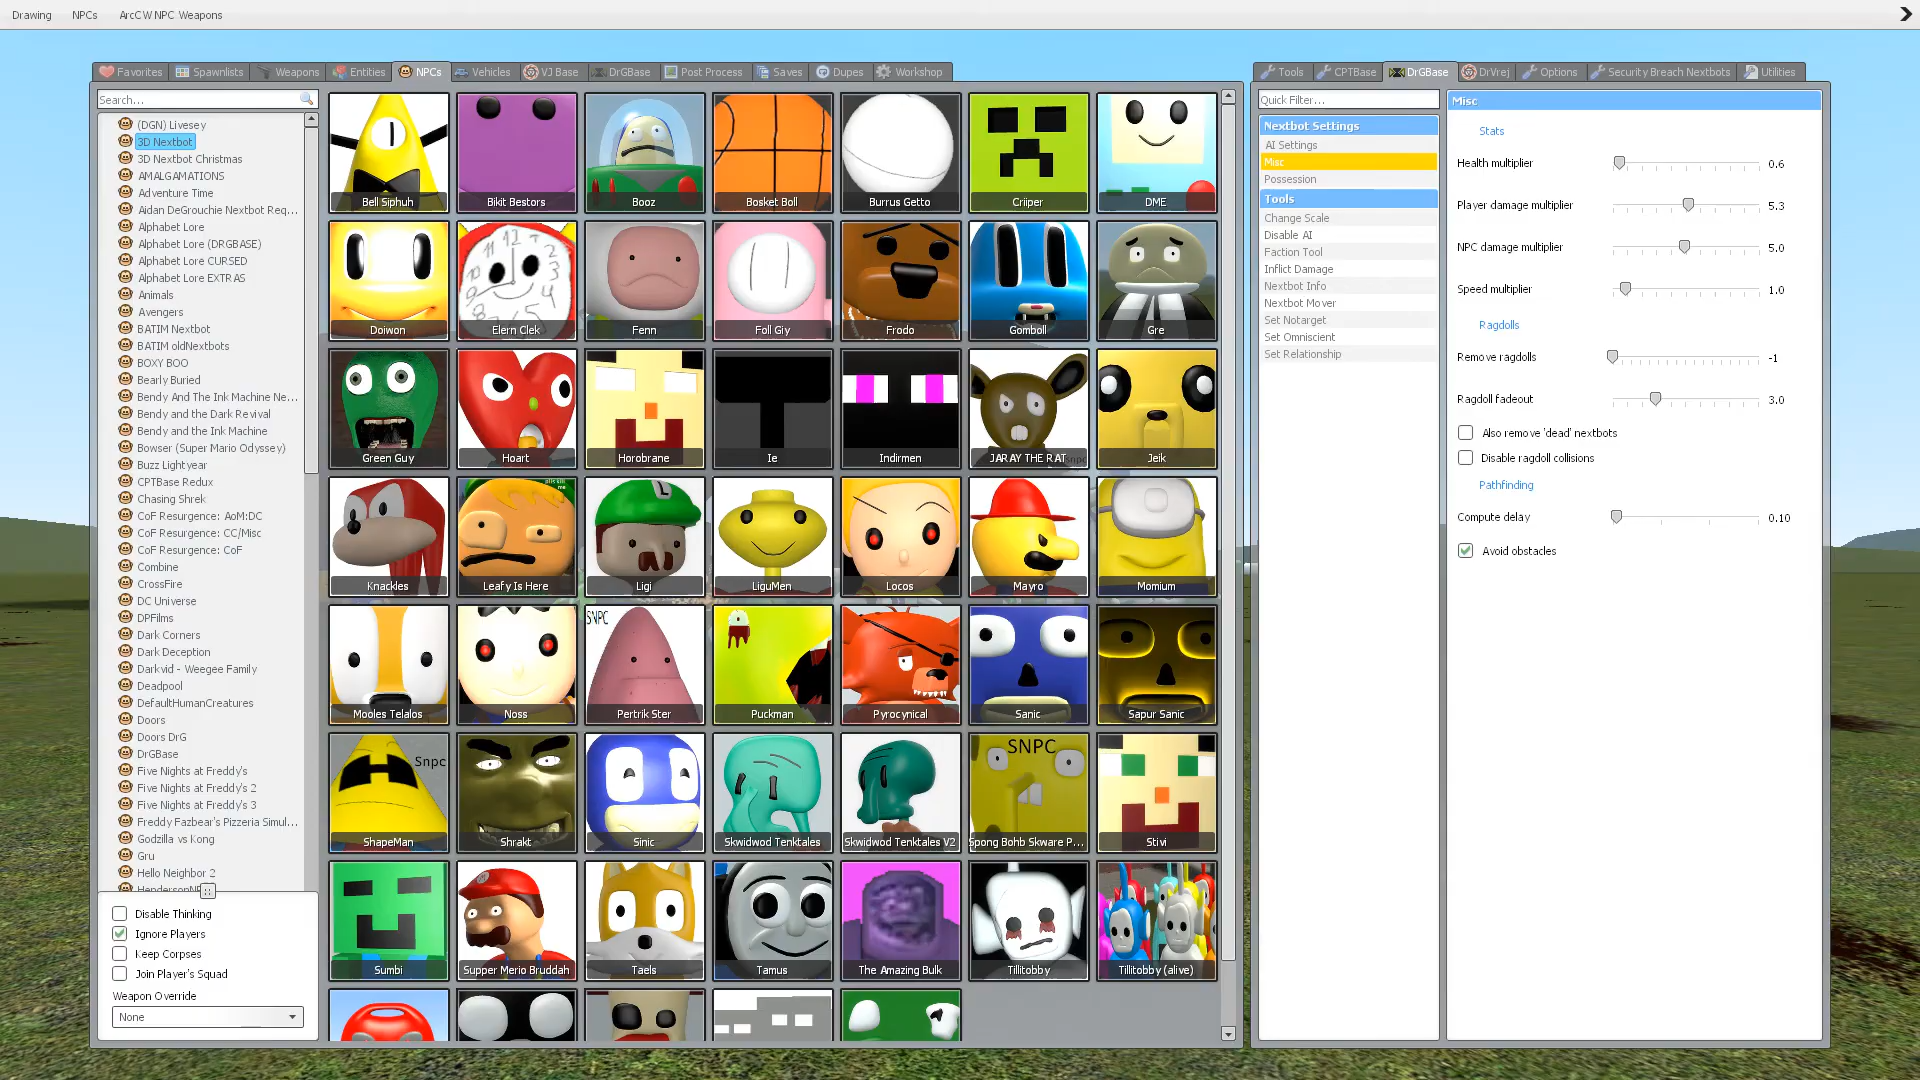 Drawing NPCs ArcCW NPC Weapons
Favorites Spawnlists Weapons Entities NPCs Vehicles VJ Base DrGBase Post Process Saves Dupes Workshop
Search...
(DGN) Livesey
3D Nextbot
3D Nextbot Christmas
AMALGAMATIONS
Adventure Time
Aidan DeGrouchie Nextbot Req...
Alphabet Lore
Alphabet Lore (DRGBASE)
Alphabet Lore CURSED
Alphabet Lore EXTRAS
Animals
Avengers
BATIM Nextbot
BATIM oldNextbots
BOXY BOO
Bearly Buried
Bendy And The Ink Machine Ne...
Bendy and the Dark Revival
Bendy and the Ink Machine
Bowser (Super Mario Odyssey)
Buzz Lightyear
CPTBase Redux
Chasing Shrek
CoF Resurgence: AoM:DC
CoF Resurgence: CC/Misc
CoF Resurgence: CoF
Combine
CrossFire
DC Universe
DPFilms
Dark Corners
Dark Deception
Darkvid - Weegee Family
Deadpool
DefaultHumanCreatures
Doors
Doors DrG
DrGBase
Five Nights at Freddy's
Five Nights at Freddy's 2
Five Nights at Freddy's 3
Freddy Fazbear's Pizzeria Simul...
Godzilla vs Kong
Gru
Hello Neighbor 2
Disable Thinking
Ignore Players
Keep Corpses
Join Player's Squad
Weapon Override
None
Bell Siphuh Bikit Bestors Booz Bosket Boll Burrus Getto Criiper DME
Doiwon Elern Clek Fenn Foll Giy Frodo Gomboll Gre
Green Guy Hoart Horobrane Ie Indirmen JARAY THE RAT Jeik
Knackles Leafy Is Here Ligi LiguMen Locos Mayro Momium
SNPC
Mooles Telalos Noss Pertrik Ster Puckman Pyrocynical Sanic Sapur Sanic
Snpc SNPC
ShapeMan Shrakt Sinic Skwidwod Tenktales Skwidwod Tenktales V2 Spong Bohb Skware P... Stivi
Sumbi Supper Merio Bruddah Taels Tamus The Amazing Bulk Tillitobby Tillitobby (alive)
Tools CPTBase DrGBase DrVrej Options Security Breach Nextbots Utilities
Quick Filter...
Nextbot Settings
AI Settings
Misc
Possession
Tools
Change Scale
Disable AI
Faction Tool
Inflict Damage
Nextbot Info
Nextbot Mover
Set Notarget
Set Omniscient
Set Relationship
Misc
Stats
Health multiplier 0.6
Player damage multiplier 5.3
NPC damage multiplier 5.0
Speed multiplier 1.0
Ragdolls
Remove ragdolls -1
Ragdoll fadeout 3.0
Also remove 'dead' nextbots
Disable ragdoll collisions
Pathfinding
Compute delay 0.10
Avoid obstacles